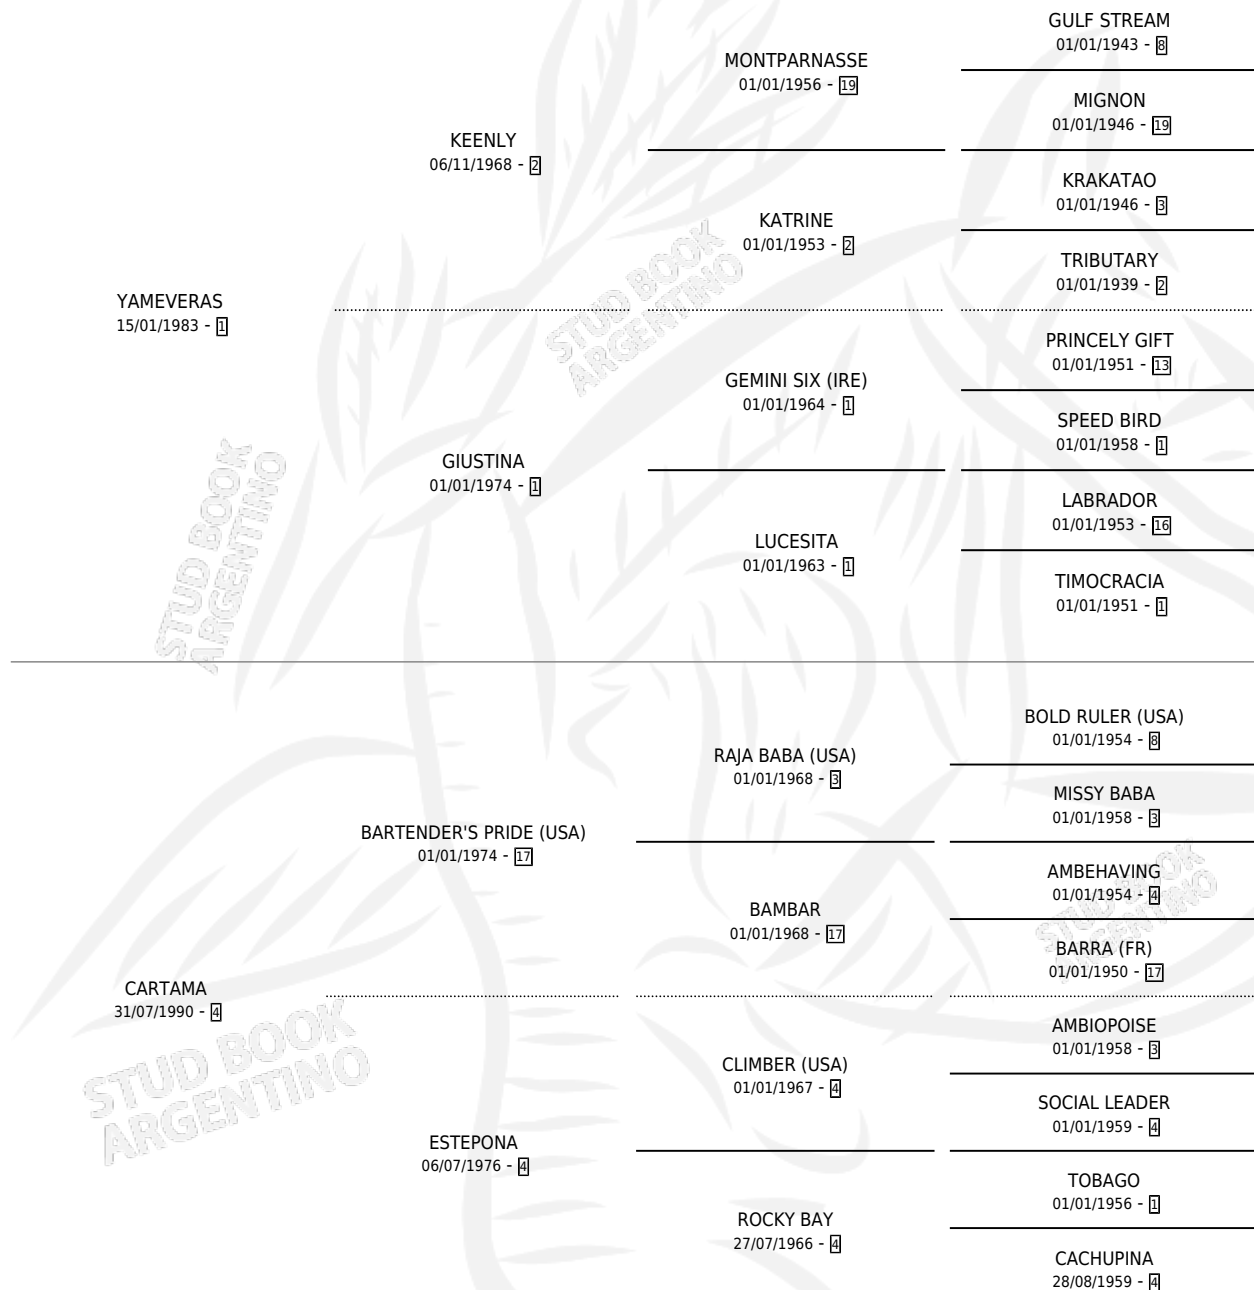 GULF STREAM
01/01/1943 - 8
MONTPARNASSE
01/01/1956 - 19
MIGNON
01/01/1946 - 19
KEENLY
06/11/1968 - 2
KRAKATAO
01/01/1946 - 3
KATRINE
01/01/1953 - 2
TRIBUTARY
01/01/1939 - 2
YAMEVERAS
15/01/1983 - 1
STUD BOOK
ARGENTINO
PRINCELY GIFT
01/01/1951 - 13
GEMINI SIX (IRE)
01/01/1964 - 1
SPEED BIRD
01/01/1958 - 1
GIUSTINA
01/01/1974 - 1
LABRADOR
01/01/1953 - 16
LUCESITA
01/01/1963 - 1
TIMOCRACIA
01/01/1951 - 1
STUD BOOK
ARGENTINO
BOLD RULER (USA)
01/01/1954 - 8
RAJA BABA (USA)
01/01/1968 - 3
MISSY BABA
01/01/1958 - 3
BARTENDER'S PRIDE (USA)
01/01/1974 - 17
AMBEHAVING
01/01/1954 - 4
BAMBAR
01/01/1968 - 17
STUD BOOK
ARGENTINO
BARRA (FR)
01/01/1950 - 17
CARTAMA
31/07/1990 - 4
AMBIOPOISE
01/01/1958 - 3
CLIMBER (USA)
01/01/1967 - 4
STUD BOOK
ARGENTINO
SOCIAL LEADER
01/01/1959 - 4
ESTEPONA
06/07/1976 - 4
TOBAGO
01/01/1956 - 1
ROCKY BAY
27/07/1966 - 4
CACHUPINA
28/08/1959 - 4